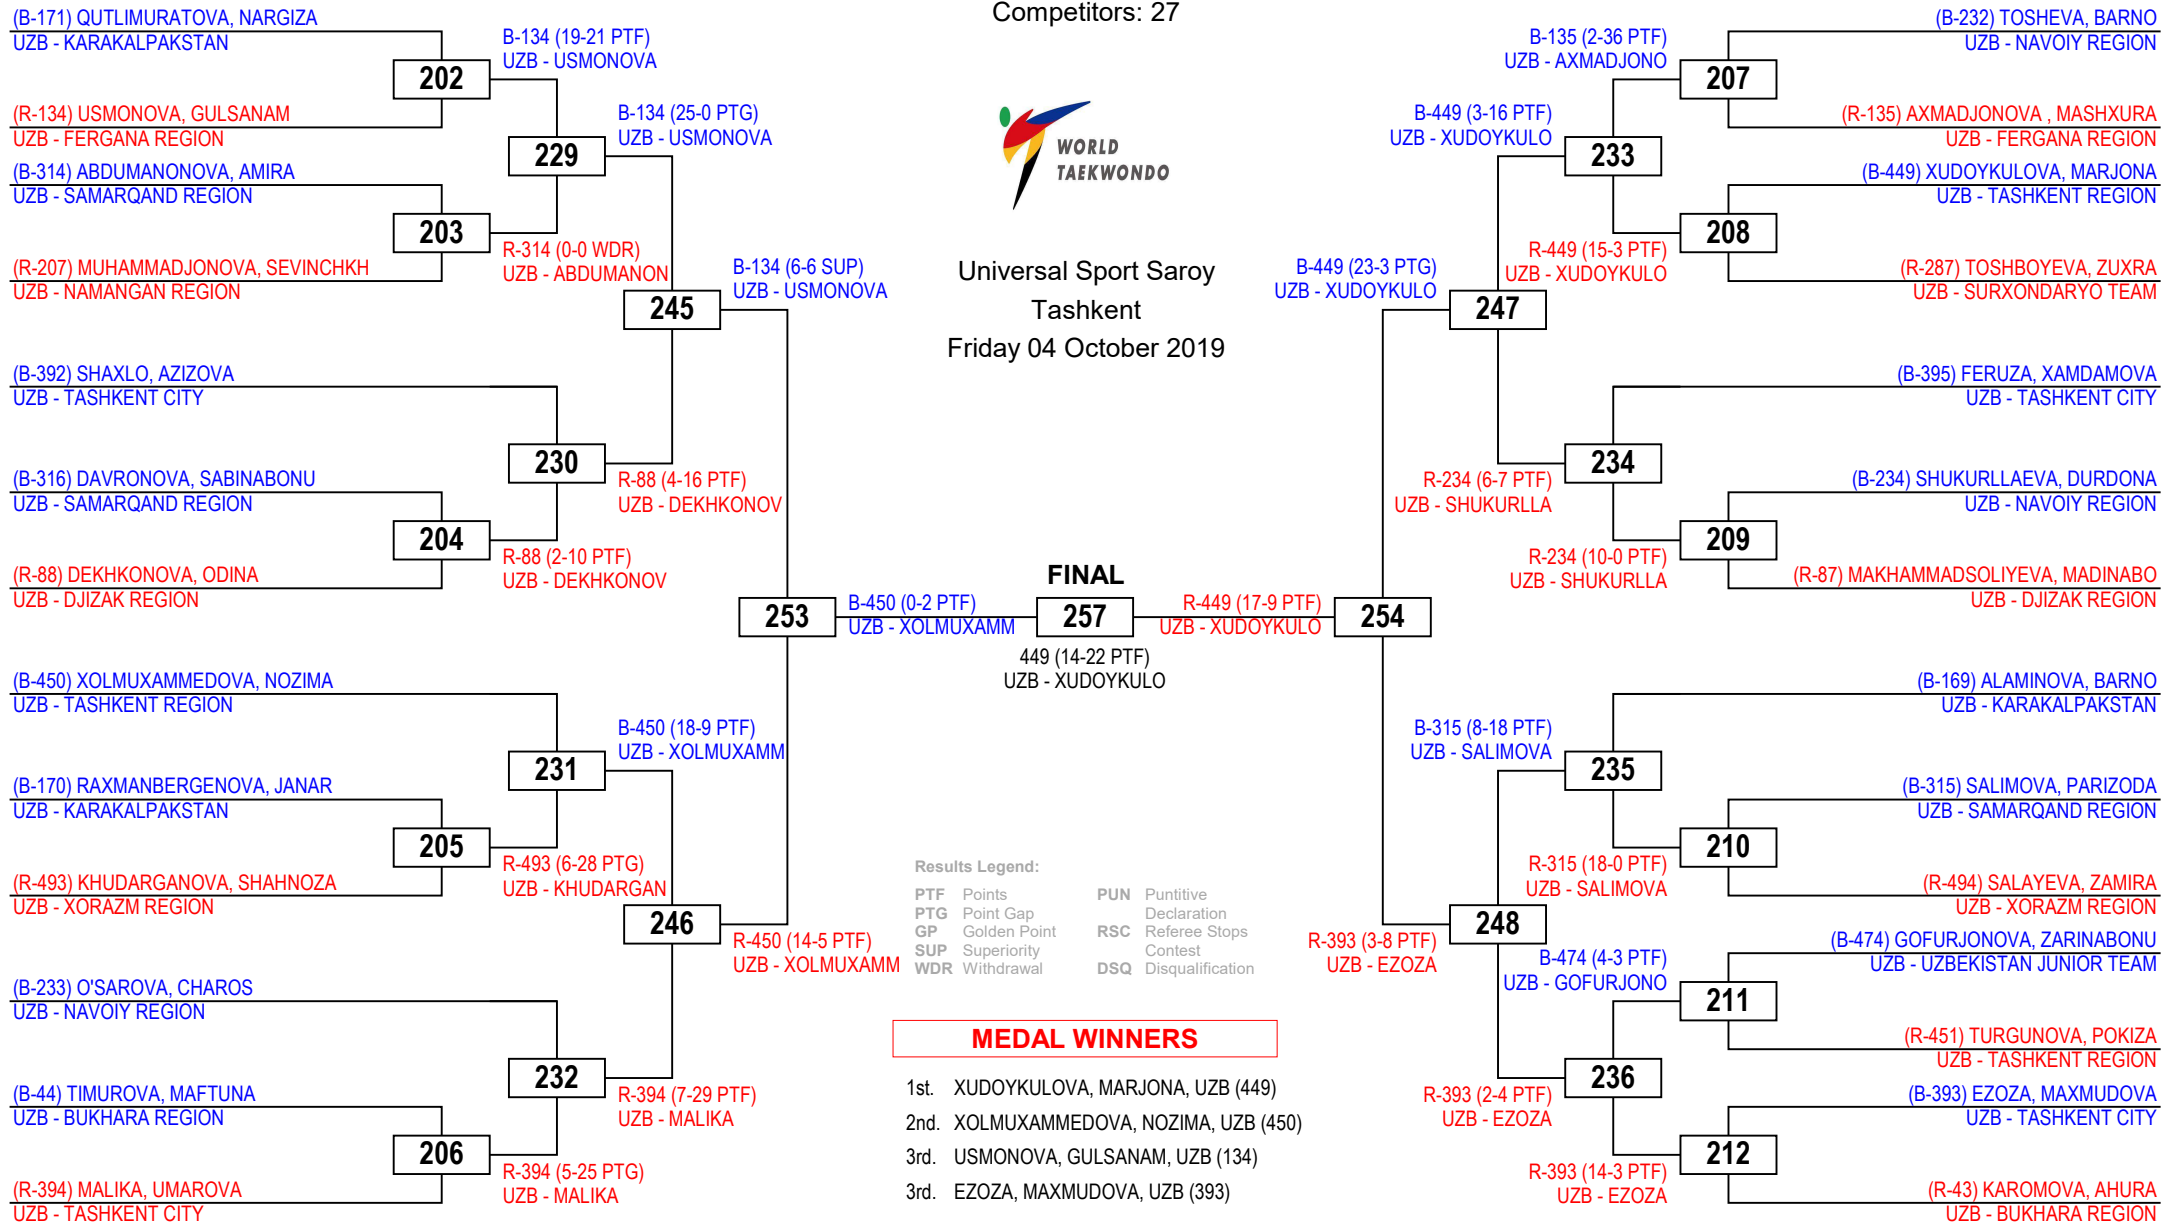 Competitors: 27
(B-171) QUTLIMURATOVA, NARGIZA
UZB - KARAKALPAKSTAN
202
(R-134) USMONOVA, GULSANAM
UZB - FERGANA REGION
(B-314) ABDUMANONOVA, AMIRA
UZB - SAMARQAND REGION
203
(R-207) MUHAMMADJONOVA, SEVINCHKH
UZB - NAMANGAN REGION
(B-392) SHAXLO, AZIZOVA
UZB - TASHKENT CITY
(B-316) DAVRONOVA, SABINABONU
UZB - SAMARQAND REGION
204
(R-88) DEKHKONOVA, ODINA
UZB - DJIZAK REGION
(B-450) XOLMUXAMMEDOVA, NOZIMA
UZB - TASHKENT REGION
(B-170) RAXMANBERGENOVA, JANAR
UZB - KARAKALPAKSTAN
205
(R-493) KHUDARGANOVA, SHAHNOZA
UZB - XORAZM REGION
(B-233) O'SAROVA, CHAROS
UZB - NAVOIY REGION
(B-44) TIMUROVA, MAFTUNA
UZB - BUKHARA REGION
206
(R-394) MALIKA, UMAROVA
UZB - TASHKENT CITY
B-134 (19-21 PTF)
UZB - USMONOVA
229
R-314 (0-0 WDR)
UZB - ABDUMANON
230
R-88 (2-10 PTF)
UZB - DEKHKONOV
231
R-493 (6-28 PTG)
UZB - KHUDARGAN
232
R-394 (5-25 PTG)
UZB - MALIKA
B-134 (25-0 PTG)
UZB - USMONOVA
245
R-88 (4-16 PTF)
UZB - DEKHKONOV
B-450 (18-9 PTF)
UZB - XOLMUXAMM
246
R-394 (7-29 PTF)
UZB - MALIKA
B-134 (6-6 SUP)
UZB - USMONOVA
253
R-450 (14-5 PTF)
UZB - XOLMUXAMM
WORLD
TAEKWONDO
Universal Sport Saroy
Tashkent
Friday 04 October 2019
FINAL
B-450 (0-2 PTF)
UZB - XOLMUXAMM
257
R-449 (17-9 PTF)
UZB - XUDOYKULO
449 (14-22 PTF)
UZB - XUDOYKULO
Results Legend:
PTF Points
PTG Point Gap
GP Golden Point
SUP Superiority
WDR Withdrawal
PUN Puntitive
Declaration
RSC Referee Stops
Contest
DSQ Disqualification
MEDAL WINNERS
1st. XUDOYKULOVA, MARJONA, UZB (449)
2nd. XOLMUXAMMEDOVA, NOZIMA, UZB (450)
3rd. USMONOVA, GULSANAM, UZB (134)
3rd. EZOZA, MAXMUDOVA, UZB (393)
B-449 (23-3 PTG)
UZB - XUDOYKULO
254
R-393 (3-8 PTF)
UZB - EZOZA
B-449 (3-16 PTF)
UZB - XUDOYKULO
247
R-234 (6-7 PTF)
UZB - SHUKURLLA
B-315 (8-18 PTF)
UZB - SALIMOVA
248
R-393 (2-4 PTF)
UZB - EZOZA
B-135 (2-36 PTF)
UZB - AXMADJONO
233
R-449 (15-3 PTF)
UZB - XUDOYKULO
234
R-234 (10-0 PTF)
UZB - SHUKURLLA
235
R-315 (18-0 PTF)
UZB - SALIMOVA
B-474 (4-3 PTF)
UZB - GOFURJONO
236
R-393 (14-3 PTF)
UZB - EZOZA
(B-232) TOSHEVA, BARNO
UZB - NAVOIY REGION
207
(R-135) AXMADJONOVA , MASHXURA
UZB - FERGANA REGION
(B-449) XUDOYKULOVA, MARJONA
UZB - TASHKENT REGION
208
(R-287) TOSHBOYEVA, ZUXRA
UZB - SURXONDARYO TEAM
(B-395) FERUZA, XAMDAMOVA
UZB - TASHKENT CITY
(B-234) SHUKURLLAEVA, DURDONA
UZB - NAVOIY REGION
209
(R-87) MAKHAMMADSOLIYEVA, MADINABO
UZB - DJIZAK REGION
(B-169) ALAMINOVA, BARNO
UZB - KARAKALPAKSTAN
(B-315) SALIMOVA, PARIZODA
UZB - SAMARQAND REGION
210
(R-494) SALAYEVA, ZAMIRA
UZB - XORAZM REGION
(B-474) GOFURJONOVA, ZARINABONU
UZB - UZBEKISTAN JUNIOR TEAM
211
(R-451) TURGUNOVA, POKIZA
UZB - TASHKENT REGION
(B-393) EZOZA, MAXMUDOVA
UZB - TASHKENT CITY
212
(R-43) KAROMOVA, AHURA
UZB - BUKHARA REGION